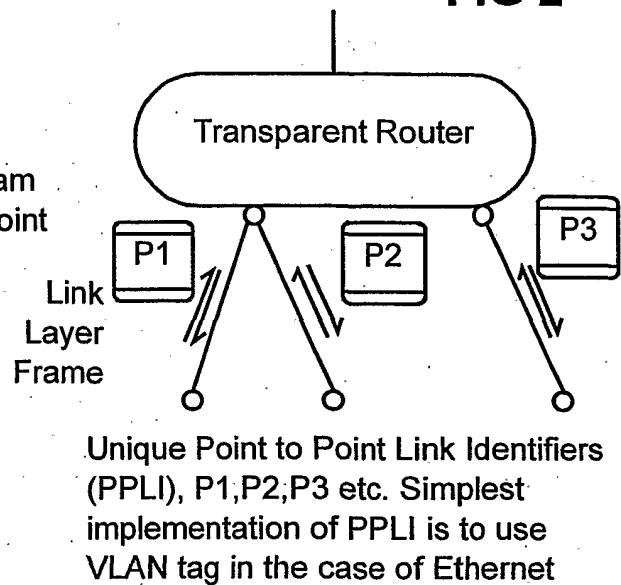 Transparent Router
oint
P1
P2
P3
Link
Layer
Frame
Unique Point to Point Link Identifiers
(PPLI), P1,P2,P3 etc. Simplest
implementation of PPLI is to use
VLAN tag in the case of Ethernet